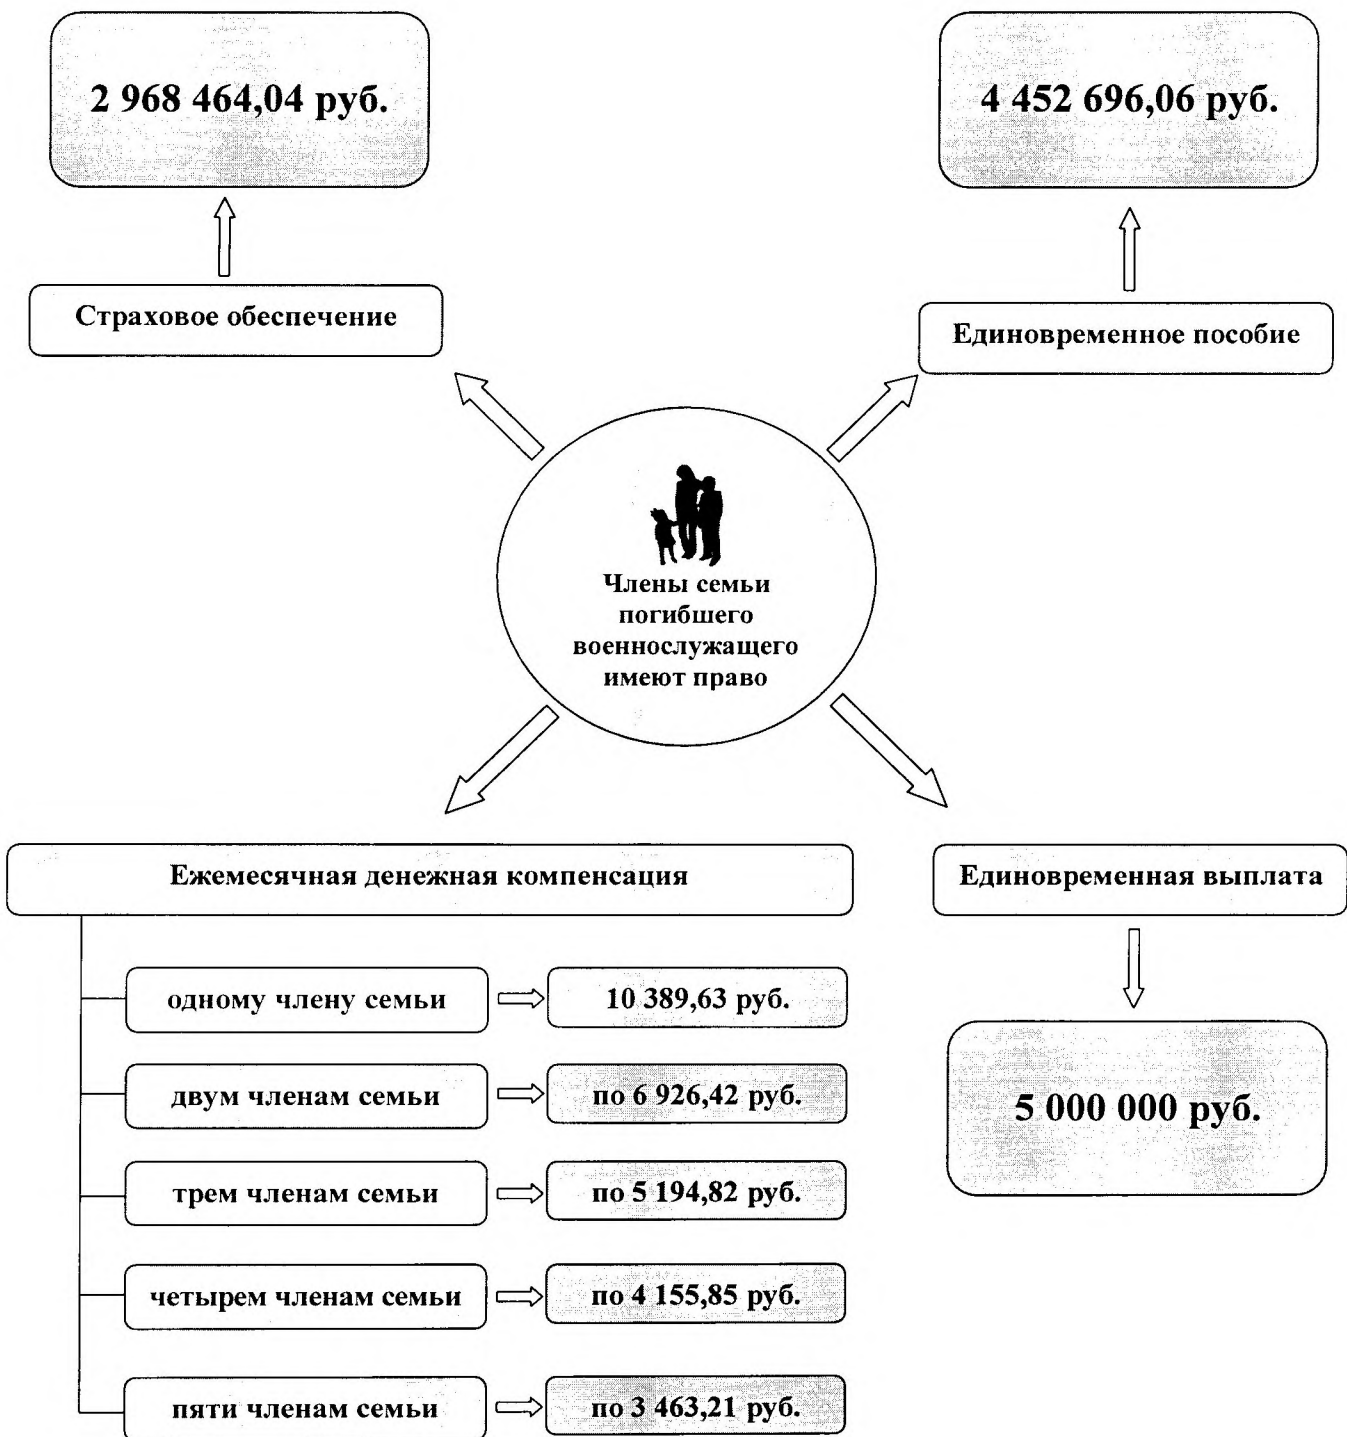 2 968 464,04 руб.
4 452 696,06 руб.
Страховое обеспечение
Единовременное пособие
Члены семьи
погибшего
военнослужащего
имеют право
Ежемесячная денежная компенсация
Единовременная выплата
одному члену семьи
10 389,63 руб.
двум членам семьи
по 6 926,42 руб.
трем членам семьи
по 5 194,82 руб.
четырем членам семьи
по 4 155,85 руб.
пяти членам семьи
по 3 463,21 руб.
5 000 000 руб.